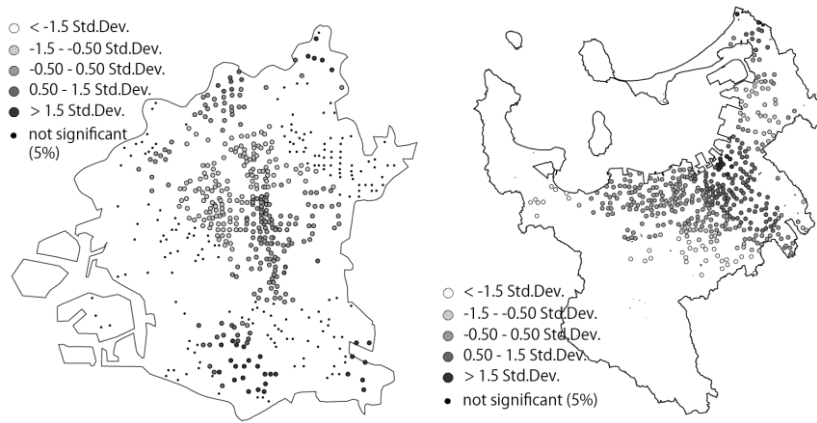 < -1.5 Std.Dev.
-1.5 - -0.50 Std.Dev.
-0.50 - 0.50 Std.Dev.
0.50 - 1.5 Std.Dev.
> 1.5 Std.Dev.
not significant
(5%)
< -1.5 Std.Dev.
-1.5 - -0.50 Std.Dev.
-0.50 - 0.50 Std.Dev.
0.50 - 1.5 Std.Dev.
> 1.5 Std.Dev.
not significant (5%)